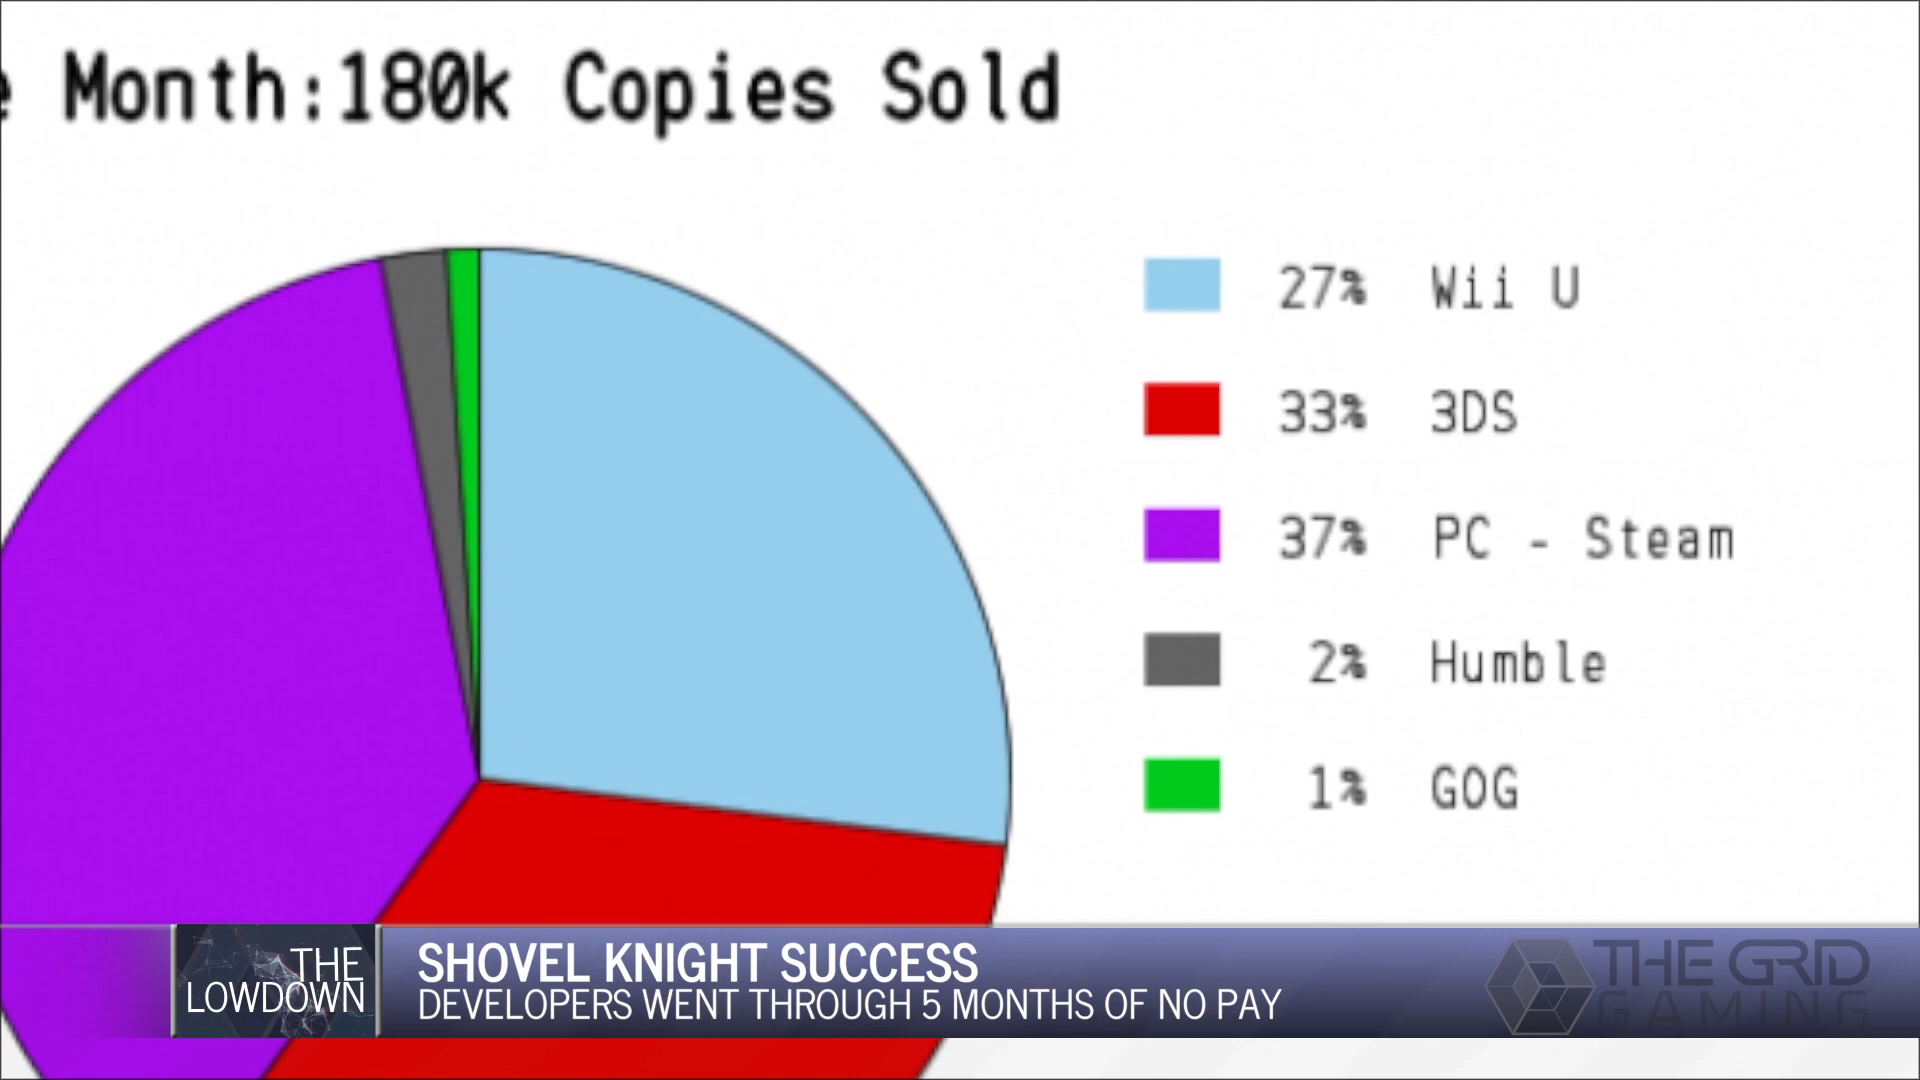 e Month:180k Copies Sold
27% Wii U
33% 3DS
37% PC - Steam
2% Humble
1% GOG
THE
LOWDOWN
SHOVEL KNIGHT SUCCESS
DEVELOPERS WENT THROUGH 5 MONTHS OF NO PAY
THE GRID
GAMING